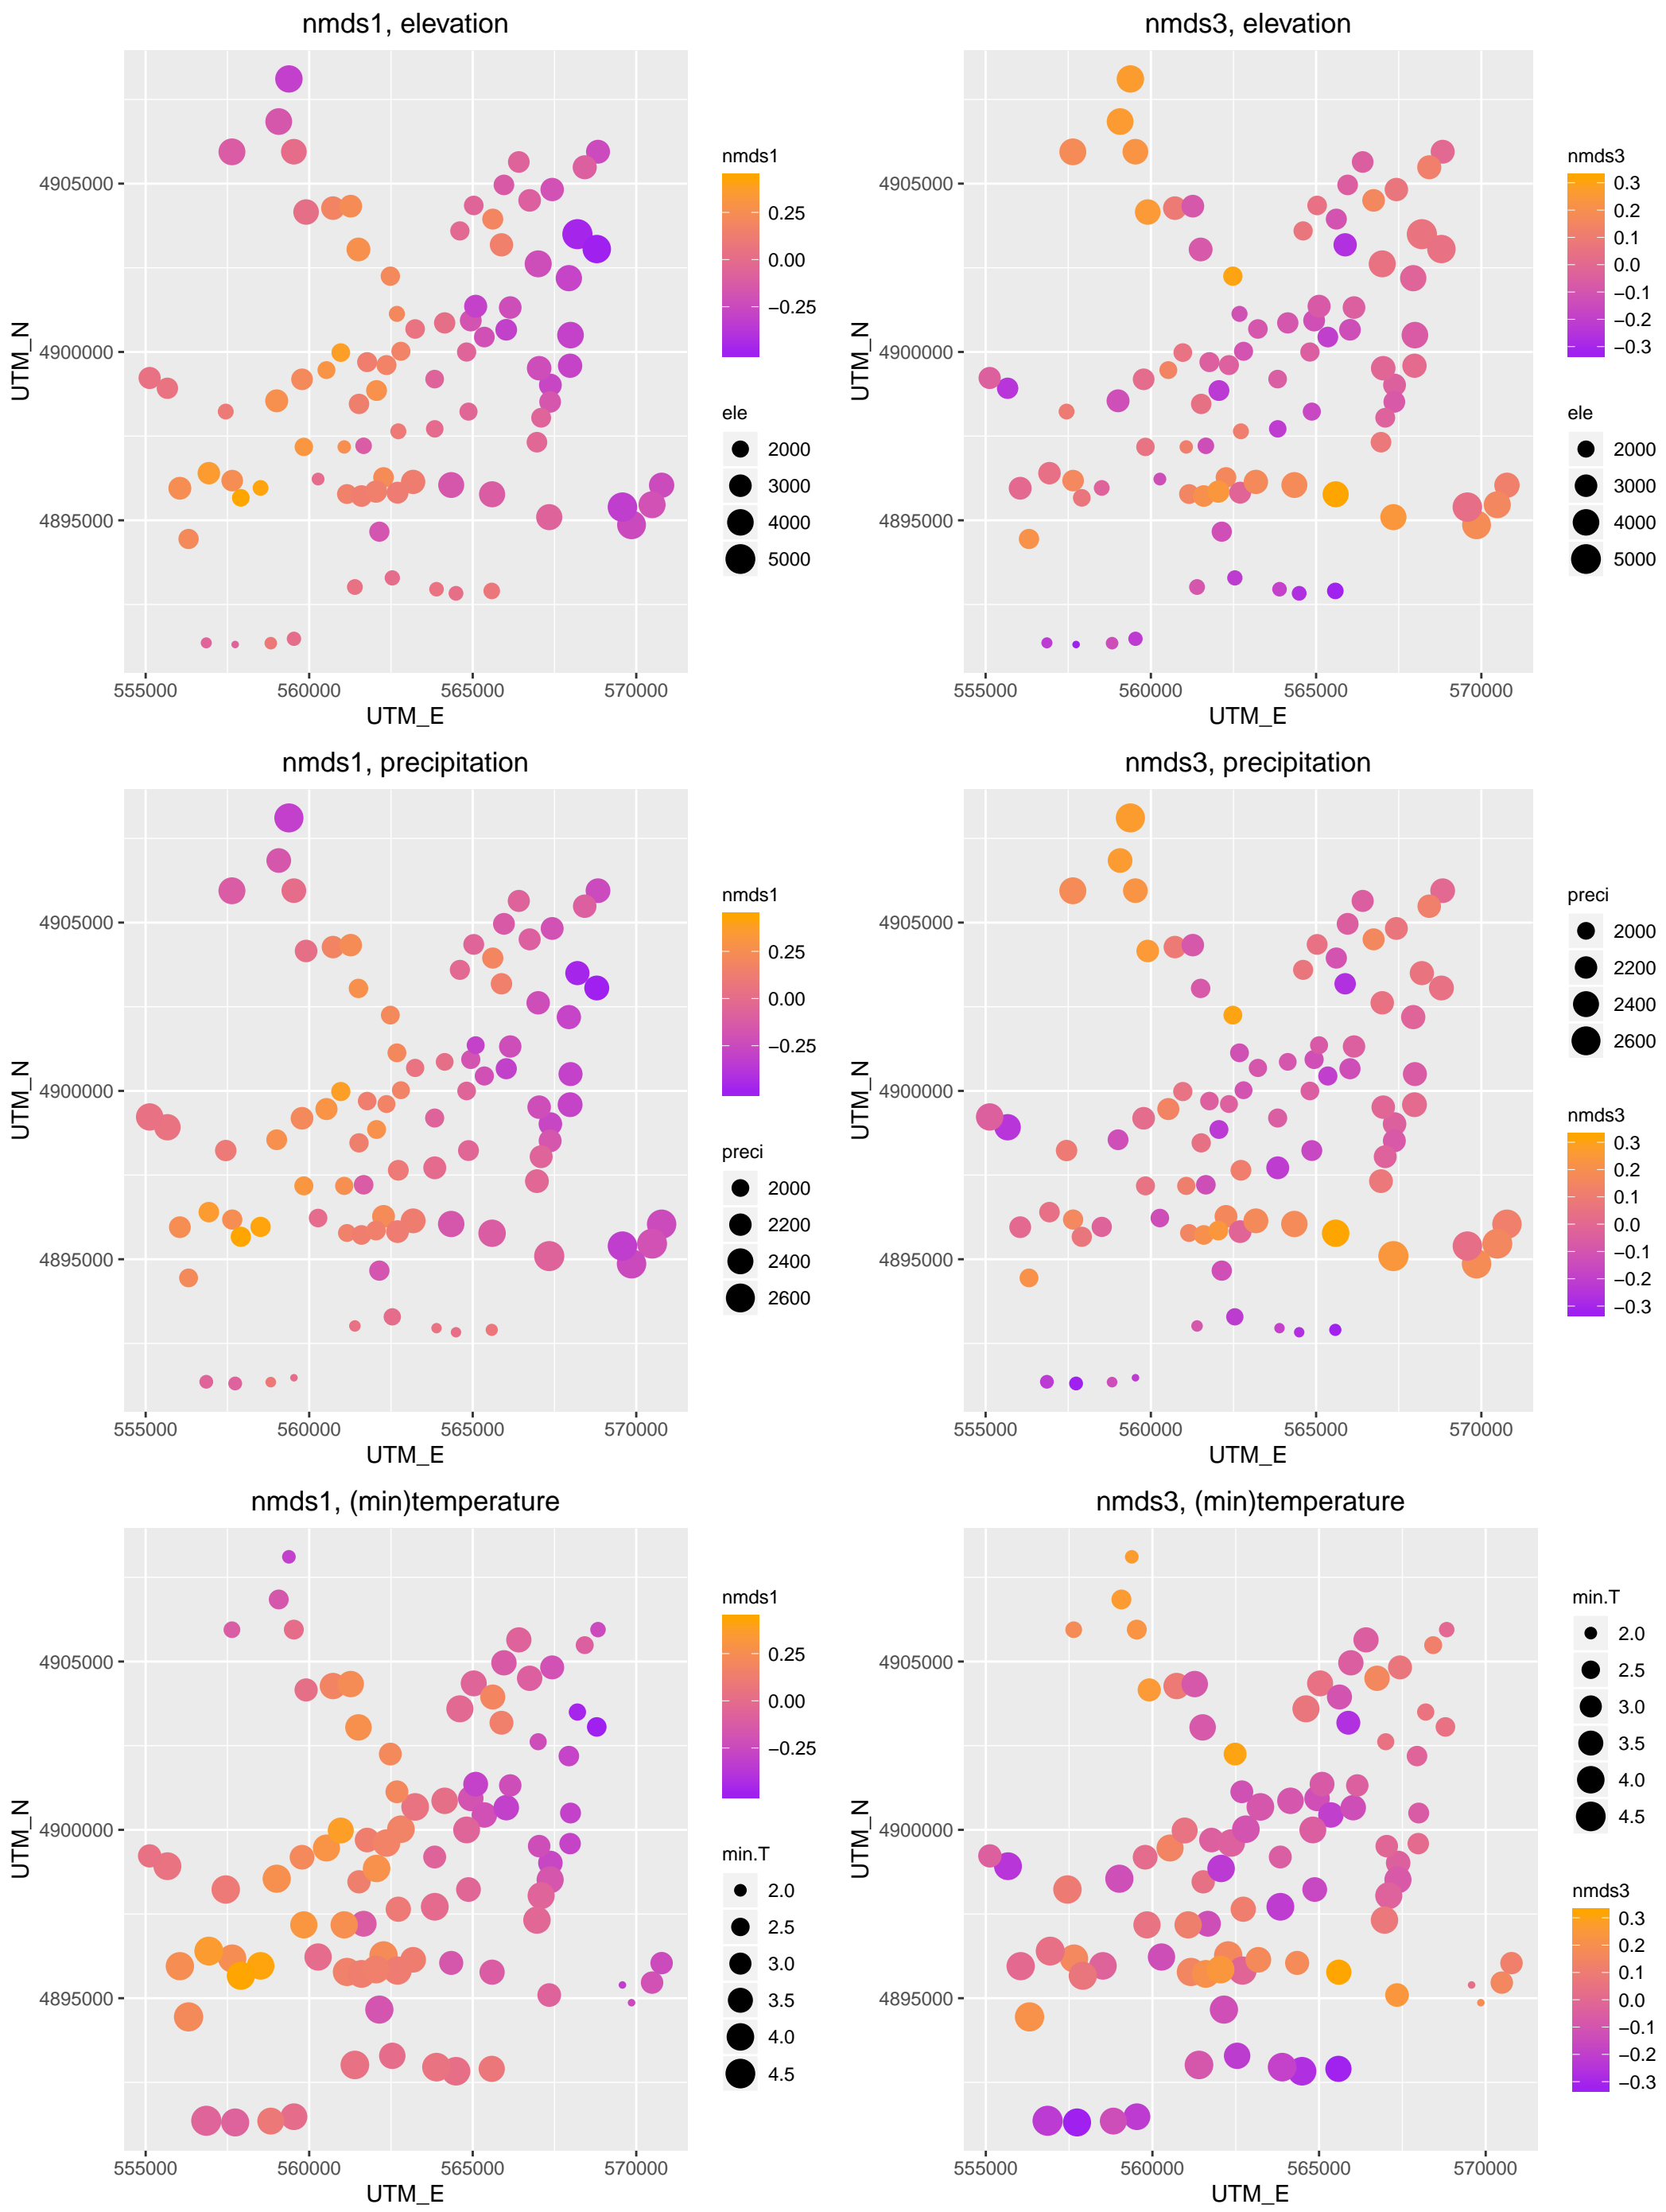 nmds1, elevation
UTM_N
4905000
4900000
4895000
555000 560000 565000 570000
UTM_E
nmds1
0.25
0.00
−0.25
ele
2000
3000
4000
5000
nmds3, elevation
UTM_N
4905000
4900000
4895000
555000 560000 565000 570000
UTM_E
nmds3
0.3
0.2
0.1
0.0
−0.1
−0.2
−0.3
ele
2000
3000
4000
5000
nmds1, precipitation
UTM_N
4905000
4900000
4895000
555000 560000 565000 570000
UTM_E
nmds1
0.25
0.00
−0.25
preci
2000
2200
2400
2600
nmds3, precipitation
UTM_N
4905000
4900000
4895000
555000 560000 565000 570000
UTM_E
preci
2000
2200
2400
2600
nmds3
0.3
0.2
0.1
0.0
−0.1
−0.2
−0.3
nmds1, (min)temperature
UTM_N
4905000
4900000
4895000
555000 560000 565000 570000
UTM_E
nmds1
0.25
0.00
−0.25
min.T
2.0
2.5
3.0
3.5
4.0
4.5
nmds3, (min)temperature
UTM_N
4905000
4900000
4895000
555000 560000 565000 570000
UTM_E
min.T
2.0
2.5
3.0
3.5
4.0
4.5
nmds3
0.3
0.2
0.1
0.0
−0.1
−0.2
−0.3